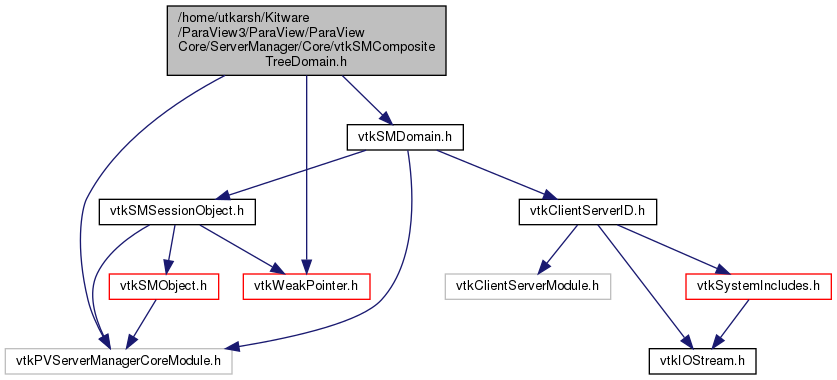 /home/utkarsh/Kitware
/ParaView3/ParaView/ParaView
Core/ServerManager/Core/vtkSMComposite
TreeDomain.h
vtkSMDomain.h
vtkSMSessionObject.h
vtkClientServerID.h
vtkSMObject.h
vtkWeakPointer.h
vtkClientServerModule.h
vtkSystemIncludes.h
vtkPVServerManagerCoreModule.h
vtkIOStream.h